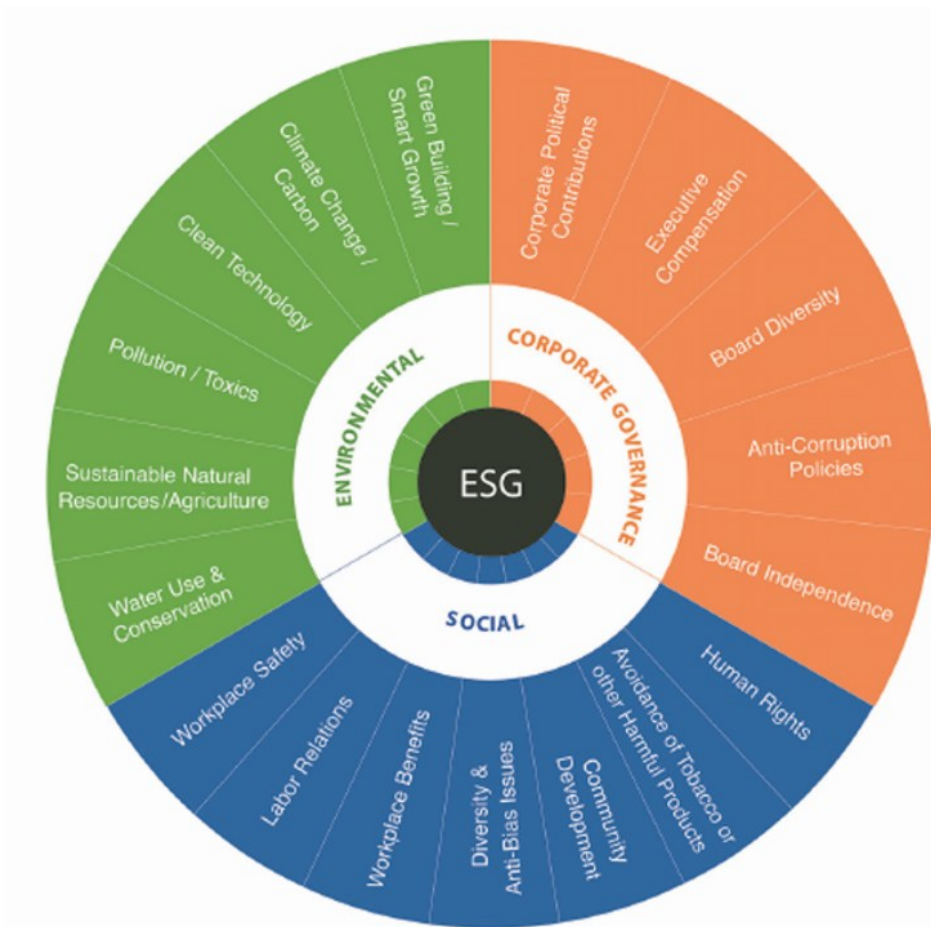 ESG
ENVIRONMENTAL
Green Building /
Smart Growth
Climate Change /
Carbon
Clean Technology
Pollution / Toxics
Sustainable Natural
Resources/Agriculture
Water Use &
Conservation
CORPORATE GOVERNANCE
Corporate Political
Contributions
Executive
Compensation
Board Diversity
Anti-Corruption
Policies
Board Independence
SOCIAL
Workplace Safety
Labor Relations
Workplace Benefits
Diversity &
Anti-Bias Issues
Community
Development
Avoidance of Tobacco or
other Harmful Products
Human Rights